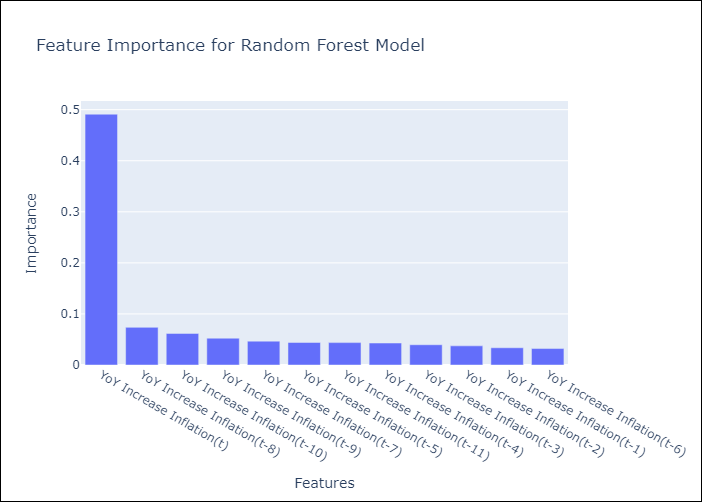 Feature Importance for Random Forest Model
Importance
0.5
0.4
0.3
0.2
0.1
0
YoY Increase Inflation(t)
YoY Increase Inflation(t-8)
YoY Increase Inflation(t-10)
YoY Increase Inflation(t-9)
YoY Increase Inflation(t-7)
YoY Increase Inflation(t-5)
YoY Increase Inflation(t-11)
YoY Increase Inflation(t-4)
YoY Increase Inflation(t-3)
YoY Increase Inflation(t-2)
YoY Increase Inflation(t-1)
YoY Increase Inflation(t-6)
Features